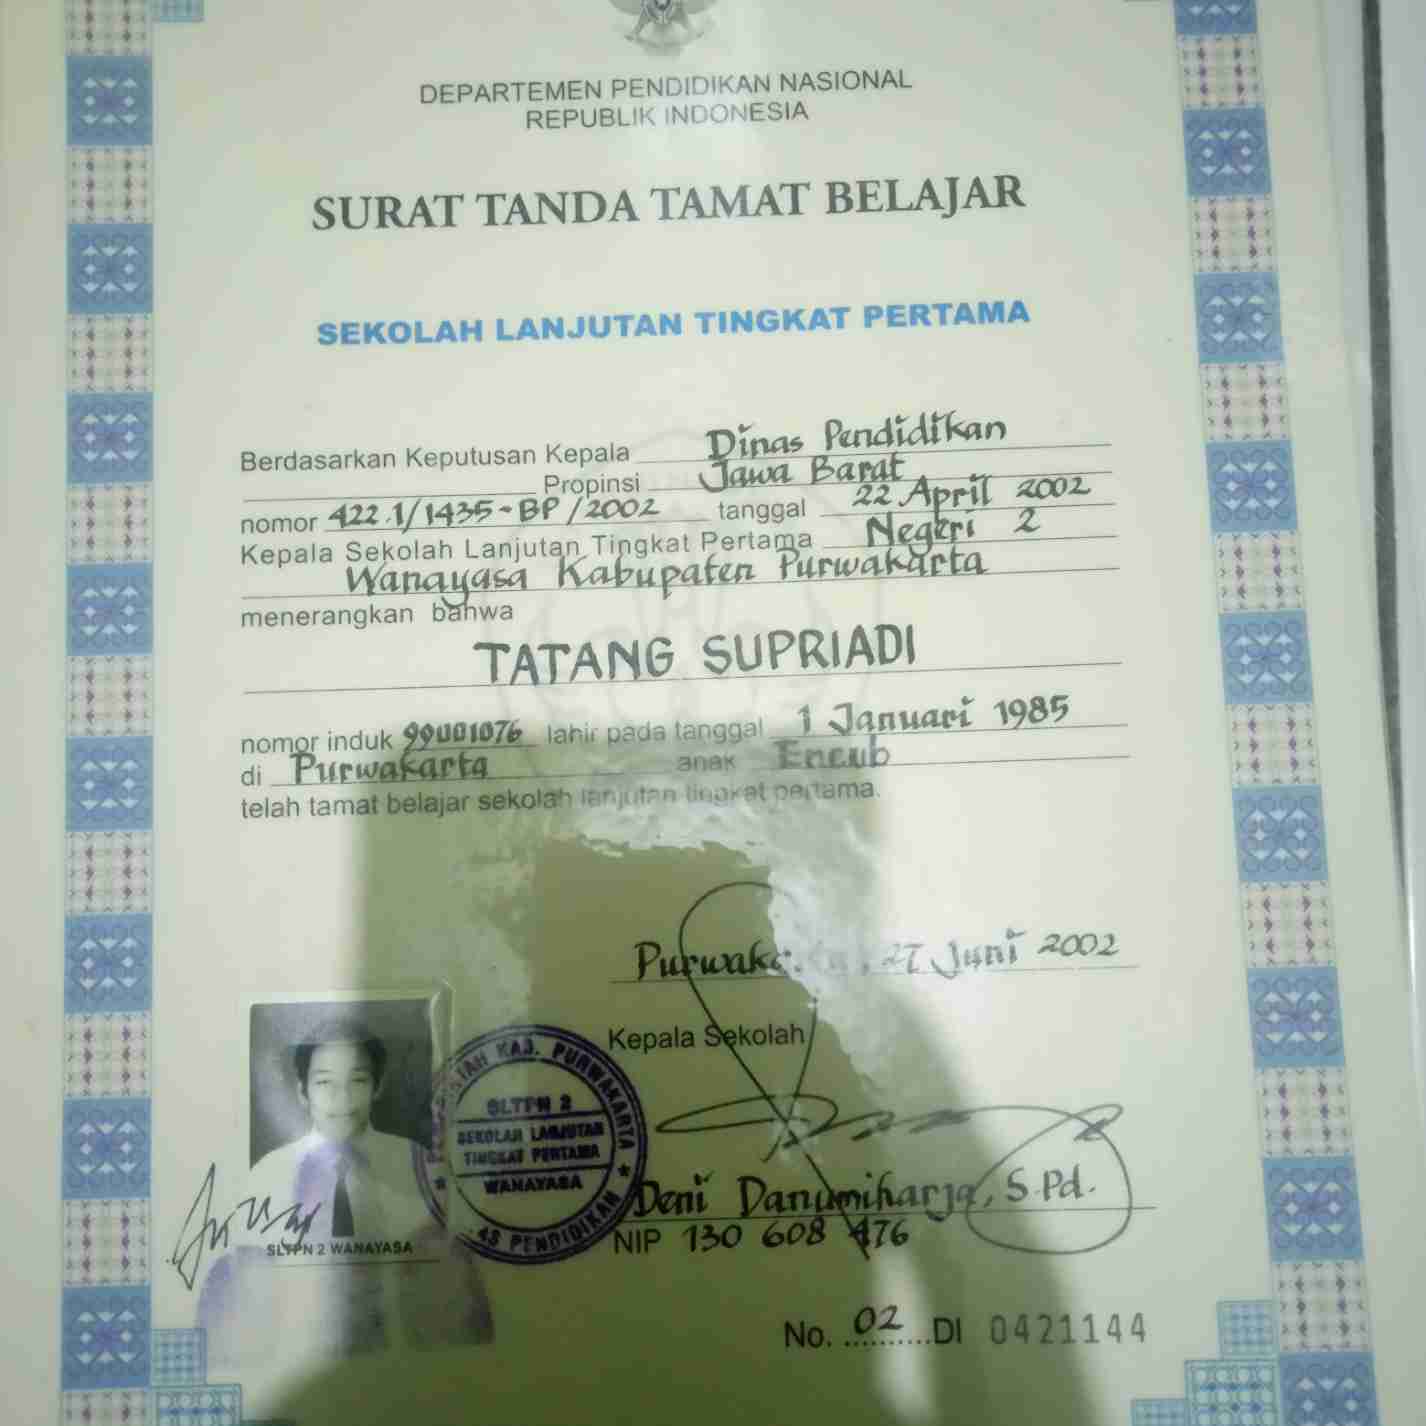 DEPARTEMEN PENDIDIKAN NASIONAL
REPUBLIK INDONESIA
SURAT TANDA TAMAT BELAJAR
SEKOLAH LANJUTAN TINGKAT PERTAMA
Berdasarkan Keputusan Kepala Dinas Pendidikan
Propinsi Jawa Barat
nomor 422.1/1435-BP/2002 tanggal 22 April 2002
Kepala Sekolah Lanjutan Tingkat Pertama Negeri 2
Wanayasa Kabupaten Purwakarta
menerangkan bahwa
TATANG SUPRIADI
nomor induk 99001076 lahir pada tanggal 1 Januari 1985
di Purwakarta anak Encub
telah tamat belajar sekolah lanjutan tingkat pertama.
27 Juni 2002
Kepala Sekolah
KAB. PURWAKARTA
SLTPN 2
SEKOLAH LANJUTAN
TINGKAT PERTAMA
WANAYASA
PENDIDIKAN
SLTPN 2 WANAYASA
Deni Danumiharja, S.Pd.
NIP 130 608 476
No. 02 DI 0421144